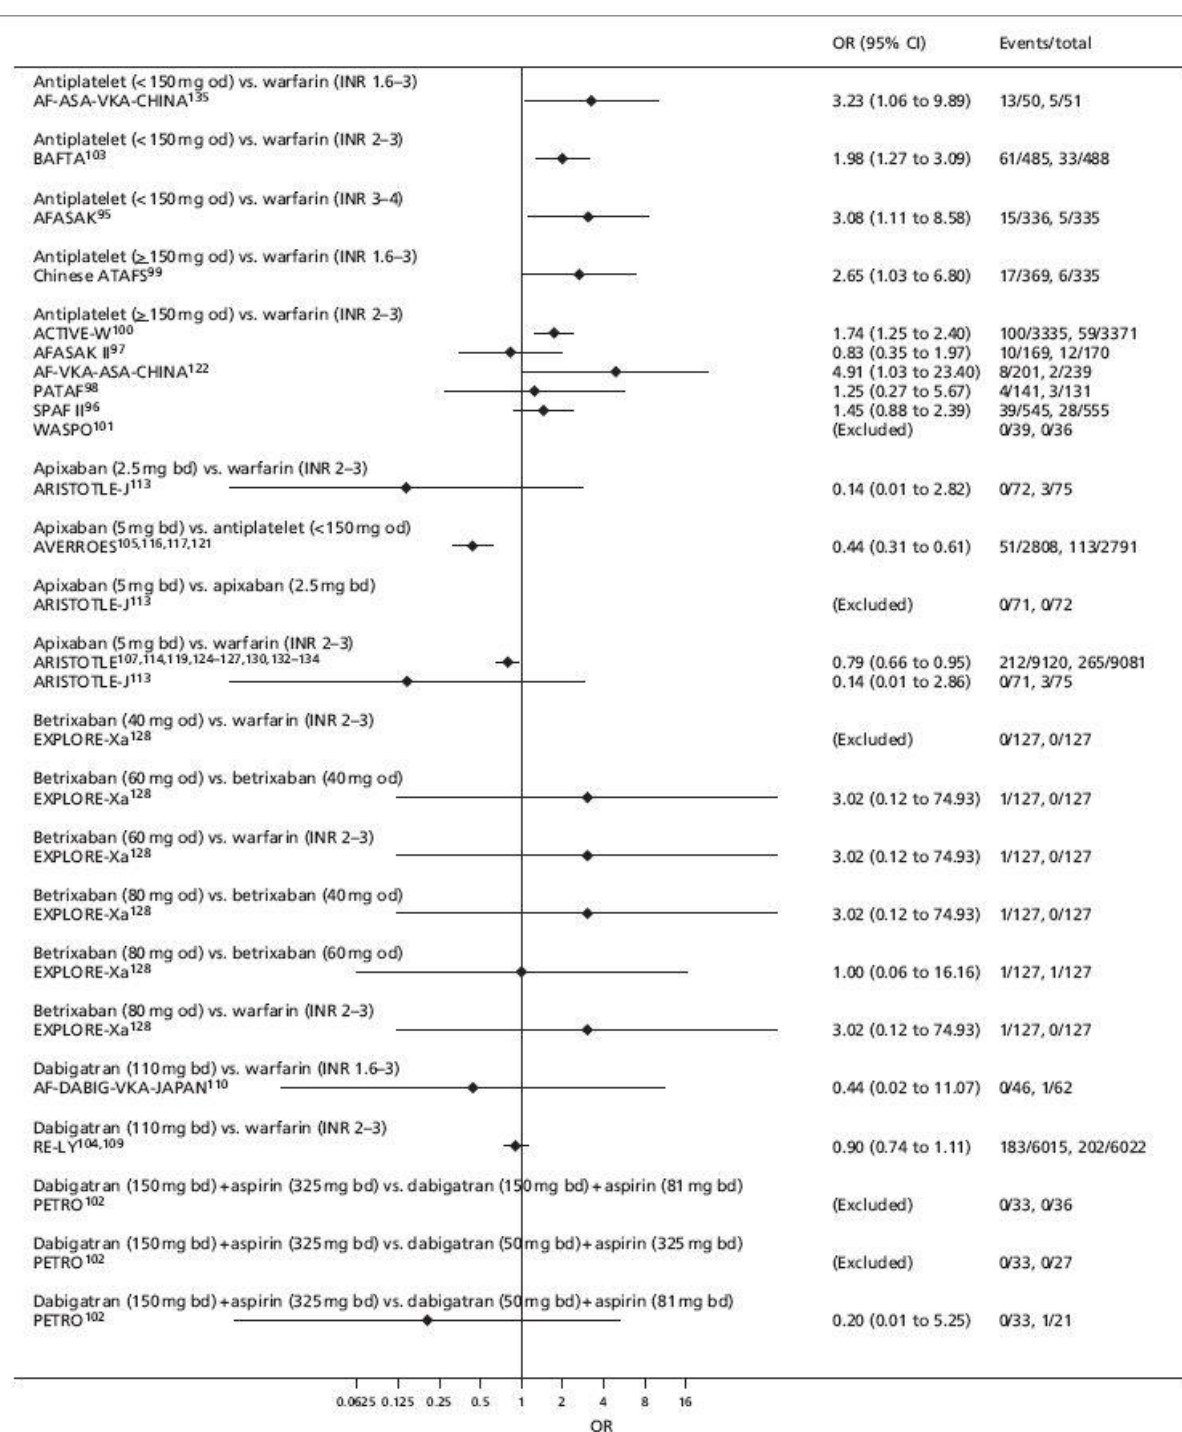 OR (95% CI) Events/total
Antiplatelet (< 150 mg od) vs. warfarin (INR 1.6–3)
AF-ASA-VKA-CHINA135 3.23 (1.06 to 9.89) 13/50, 5/51
Antiplatelet (< 150 mg od) vs. warfarin (INR 2–3)
BAFTA103 1.98 (1.27 to 3.09) 61/485, 33/488
Antiplatelet (< 150 mg od) vs. warfarin (INR 3–4)
AFASAK95 3.08 (1.11 to 8.58) 15/336, 5/335
Antiplatelet (≥ 150 mg od) vs. warfarin (INR 1.6–3)
Chinese ATAFS99 2.65 (1.03 to 6.80) 17/369, 6/335
Antiplatelet (≥ 150 mg od) vs. warfarin (INR 2–3)
ACTIVE-W100 1.74 (1.25 to 2.40) 100/3335, 59/3371
AFASAK II97 0.83 (0.35 to 1.97) 10/169, 12/170
AF-VKA-ASA-CHINA122 4.91 (1.03 to 23.40) 8/201, 2/239
PATAF98 1.25 (0.27 to 5.67) 4/141, 3/131
SPAF II96 1.45 (0.88 to 2.39) 39/545, 28/555
WASPO101 (Excluded) 0/39, 0/36
Apixaban (2.5 mg bd) vs. warfarin (INR 2–3)
ARISTOTLE-J113 0.14 (0.01 to 2.82) 0/72, 3/75
Apixaban (5 mg bd) vs. antiplatelet (< 150 mg od)
AVERROES105,116,117,121 0.44 (0.31 to 0.61) 51/2808, 113/2791
Apixaban (5 mg bd) vs. apixaban (2.5 mg bd)
ARISTOTLE-J113 (Excluded) 0/71, 0/72
Apixaban (5 mg bd) vs. warfarin (INR 2–3)
ARISTOTLE107,114,119,124–127,130,132–134 0.79 (0.66 to 0.95) 212/9120, 265/9081
ARISTOTLE-J113 0.14 (0.01 to 2.86) 0/71, 3/75
Betrixaban (40 mg od) vs. warfarin (INR 2–3)
EXPLORE-Xa128 (Excluded) 0/127, 0/127
Betrixaban (60 mg od) vs. betrixaban (40 mg od)
EXPLORE-Xa128 3.02 (0.12 to 74.93) 1/127, 0/127
Betrixaban (60 mg od) vs. warfarin (INR 2–3)
EXPLORE-Xa128 3.02 (0.12 to 74.93) 1/127, 0/127
Betrixaban (80 mg od) vs. betrixaban (40 mg od)
EXPLORE-Xa128 3.02 (0.12 to 74.93) 1/127, 0/127
Betrixaban (80 mg od) vs. betrixaban (60 mg od)
EXPLORE-Xa128 1.00 (0.06 to 16.16) 1/127, 1/127
Betrixaban (80 mg od) vs. warfarin (INR 2–3)
EXPLORE-Xa128 3.02 (0.12 to 74.93) 1/127, 0/127
Dabigatran (110 mg bd) vs. warfarin (INR 1.6–3)
AF-DABIG-VKA-JAPAN110 0.44 (0.02 to 11.07) 0/46, 1/62
Dabigatran (110 mg bd) vs. warfarin (INR 2–3)
RE-LY104,109 0.90 (0.74 to 1.11) 183/6015, 202/6022
Dabigatran (150 mg bd) + aspirin (325 mg bd) vs. dabigatran (150 mg bd) + aspirin (81 mg bd)
PETRO102 (Excluded) 0/33, 0/36
Dabigatran (150 mg bd) + aspirin (325 mg bd) vs. dabigatran (50 mg bd) + aspirin (325 mg bd)
PETRO102 (Excluded) 0/33, 0/27
Dabigatran (150 mg bd) + aspirin (325 mg bd) vs. dabigatran (50 mg bd) + aspirin (81 mg bd)
PETRO102 0.20 (0.01 to 5.25) 0/33, 1/21
0.0625 0.125 0.25 0.5 1 2 4 8 16
OR